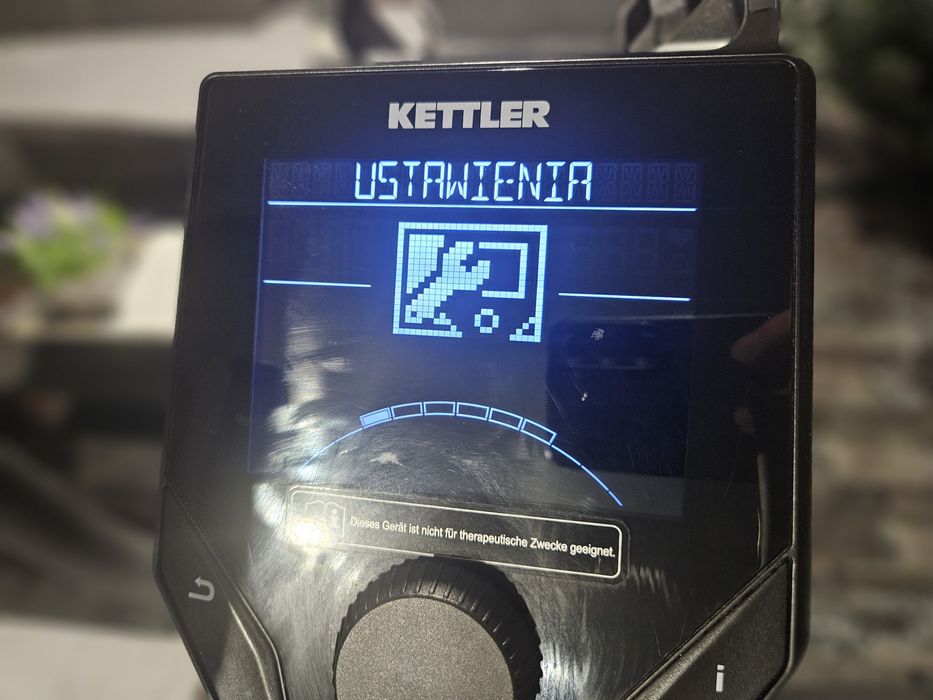 KETTLER
USTAWIENIA
Dieses Gerät ist nicht für therapeutische Zwecke geeignet.
i